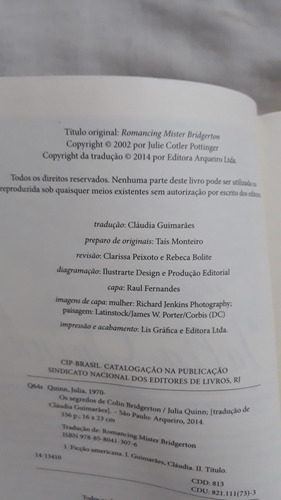 Título original: Romancing Mister Bridgerton
Copyright © 2002 por Julie Cotler Pottinger
Copyright da tradução © 2014 por Editora Arqueiro Ltda.
Todos os direitos reservados. Nenhuma parte deste livro pode ser utilizada ou
reproduzida sob quaisquer meios existentes sem autorização por escrito dos editores.
tradução: Cláudia Guimarães
preparo de originais: Taís Monteiro
revisão: Clarissa Peixoto e Rebeca Bolite
diagramação: Ilustrarte Design e Produção Editorial
capa: Raul Fernandes
imagens de capa: mulher: Richard Jenkins Photography;
paisagem: Latinstock/James W. Porter/Corbis (DC)
impressão e acabamento: Lis Gráfica e Editora Ltda.
CIP-BRASIL. CATALOGAÇÃO NA PUBLICAÇÃO
SINDICATO NACIONAL DOS EDITORES DE LIVROS, RJ
Q64s Quinn, Julia, 1970-
Os segredos de Colin Bridgerton / Julia Quinn; [tradução de
Cláudia Guimarães]. - São Paulo: Arqueiro, 2014.
336 p.; 16 x 23 cm
Tradução de: Romancing Mister Bridgerton
ISBN 978-85-8041-307-6
1. Ficção americana. I. Guimarães, Cláudia. II. Título.
14-13410
CDD: 813
CDU: 821.111(73)-3